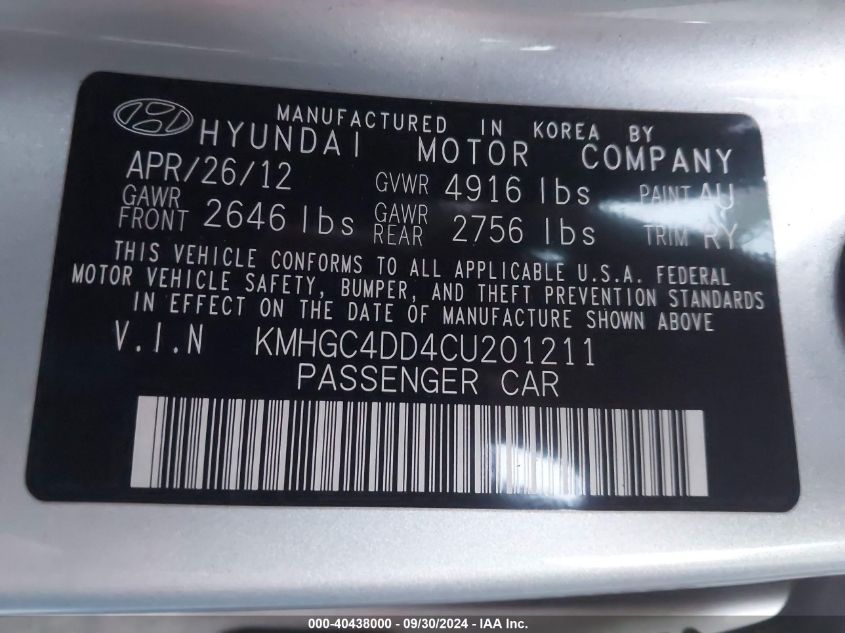 MANUFACTURED IN KOREA BY
HYUNDAI MOTOR COMPANY
APR/26/12 GVWR 4916 lbs PAINT AU
GAWR FRONT 2646 lbs GAWR REAR 2756 lbs TRIM RY
THIS VEHICLE CONFORMS TO ALL APPLICABLE U.S.A. FEDERAL
MOTOR VEHICLE SAFETY, BUMPER, AND THEFT PREVENTION STANDARDS
IN EFFECT ON THE DATE OF MANUFACTURE SHOWN ABOVE
V.I.N KMHGC4DD4CU201211
PASSENGER CAR
000-40438000 - 09/30/2024 - IAA Inc.